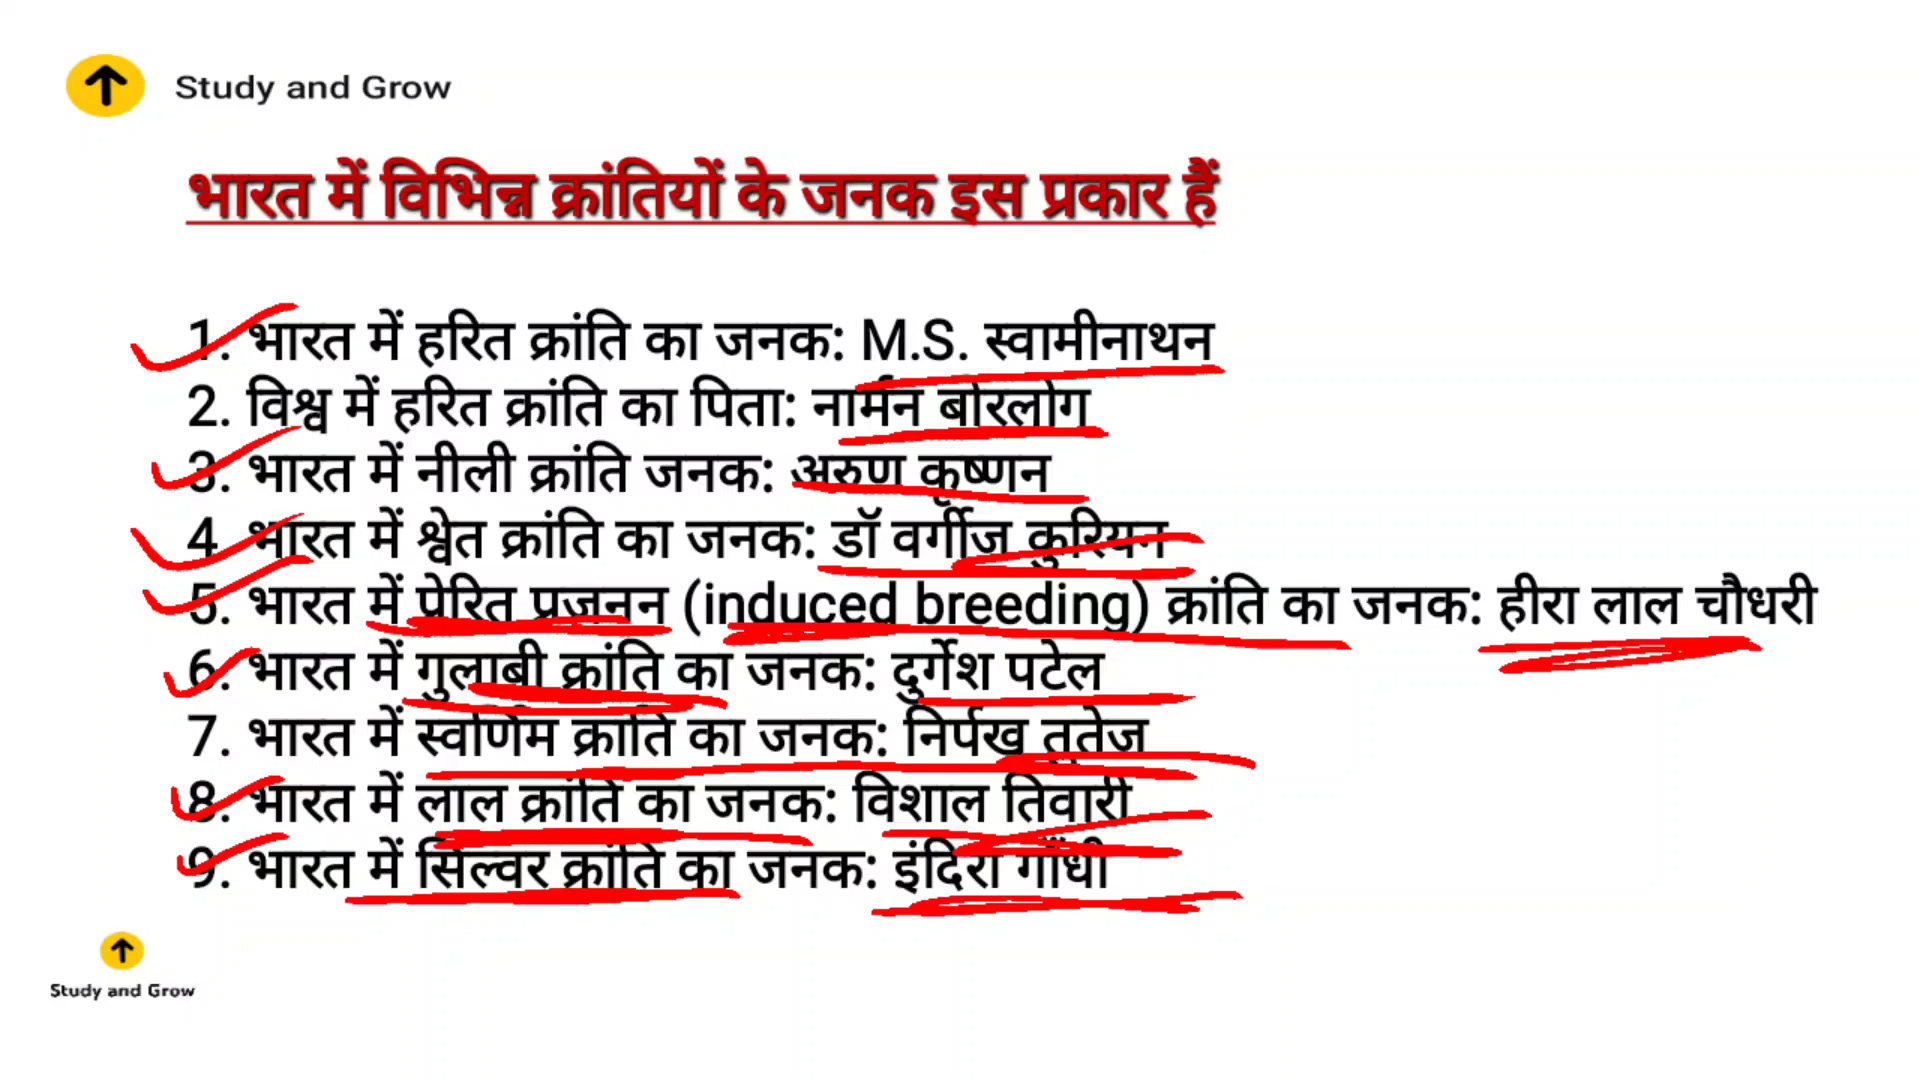 Study and Grow
भारत में विभिन्न क्रांतियों के जनक इस प्रकार हैं
1. भारत में हरित क्रांति का जनक: M.S. स्वामीनाथन
2. विश्व में हरित क्रांति का पिता: नार्मन बोरलोग
3. भारत में नीली क्रांति जनक: अरुण कृष्णन
4. भारत में श्वेत क्रांति का जनक: डॉ वर्गीज कुरियन
5. भारत में प्रेरित प्रजनन (induced breeding) क्रांति का जनक: हीरा लाल चौधरी
6. भारत में गुलाबी क्रांति का जनक: दुर्गेश पटेल
7. भारत में स्वर्णिम क्रांति का जनक: निर्पख तुतेज
8. भारत में लाल क्रांति का जनक: विशाल तिवारी
9. भारत में सिल्वर क्रांति का जनक: इंदिरा गाँधी
Study and Grow